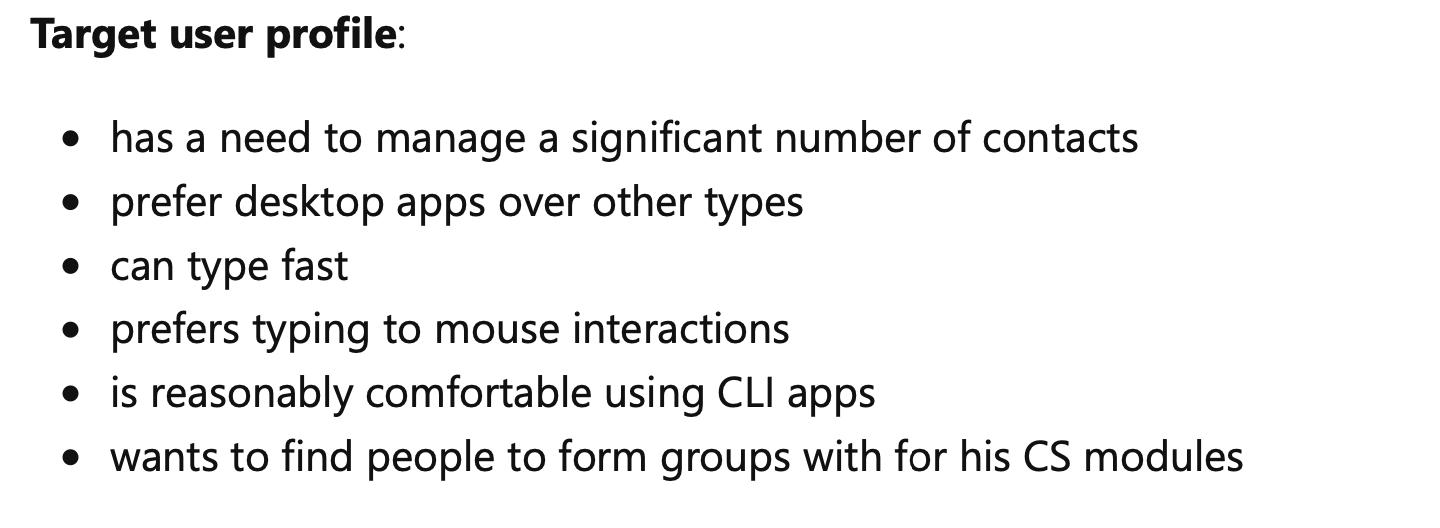 Target user profile:
has a need to manage a significant number of contacts
prefer desktop apps over other types
can type fast
prefers typing to mouse interactions
is reasonably comfortable using CLI apps
wants to find people to form groups with for his CS modules